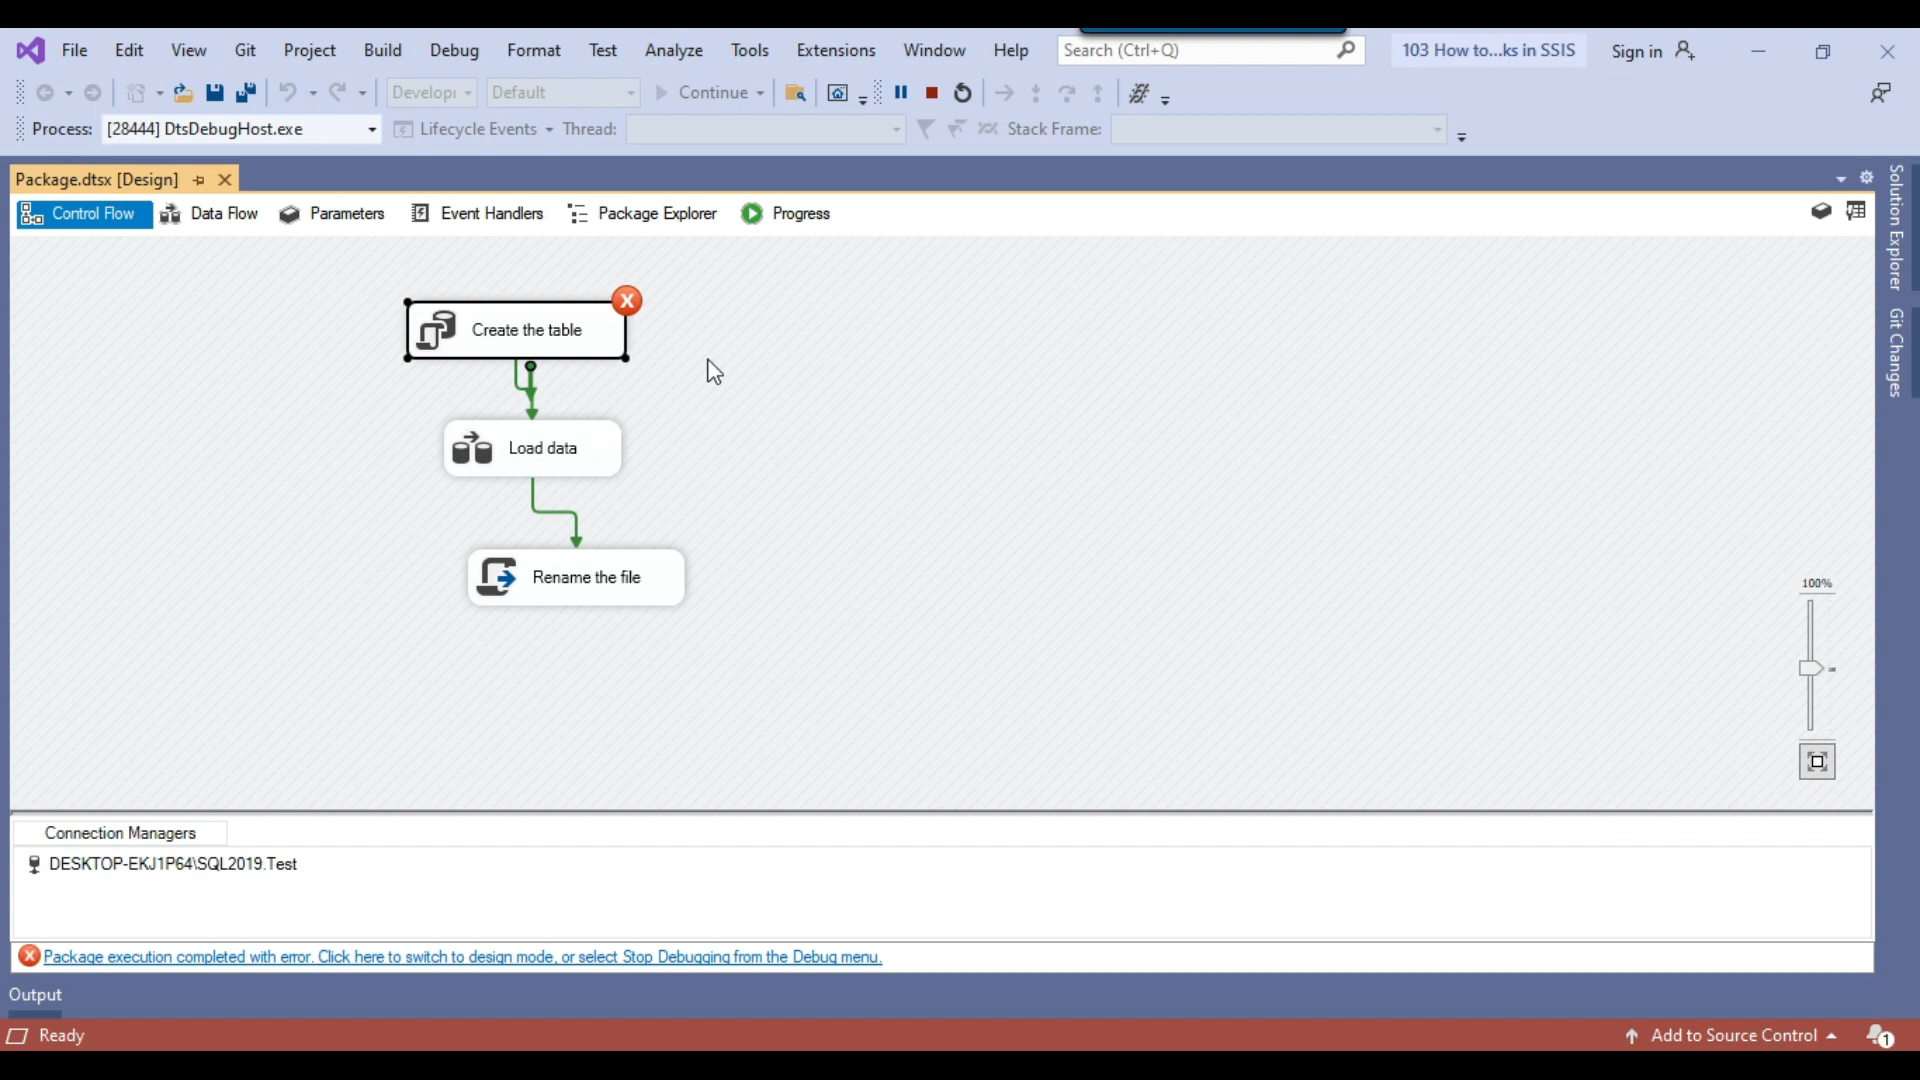 File Edit View Git Project Build Debug Format Test Analyze Tools Extensions Window Help Search (Ctrl+Q) 103 How to...ks in SSIS Sign in
Developı Default Continue
Process: [28444] DtsDebugHost.exe Lifecycle Events Thread: Stack Frame:
Package.dtsx [Design]
Control Flow Data Flow Parameters Event Handlers Package Explorer Progress
Solution Explorer
Git Changes
Create the table
Load data
Rename the file
100%
Connection Managers
DESKTOP-EKJ1P64\SQL2019.Test
Package execution completed with error. Click here to switch to design mode, or select Stop Debugging from the Debug menu.
Output
Ready Add to Source Control 1